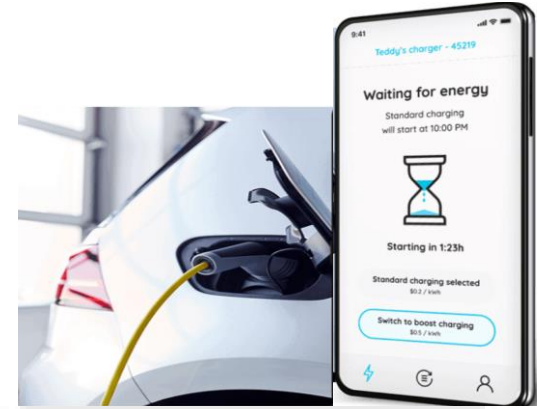 9:41
Teddy's charger - 45219
Waiting for energy
Standard charging
will start at 10:00 PM
Starting in 1:23h
Standard charging selected
$0.2 / kWh
Switch to boost charging
$0.5 / kWh